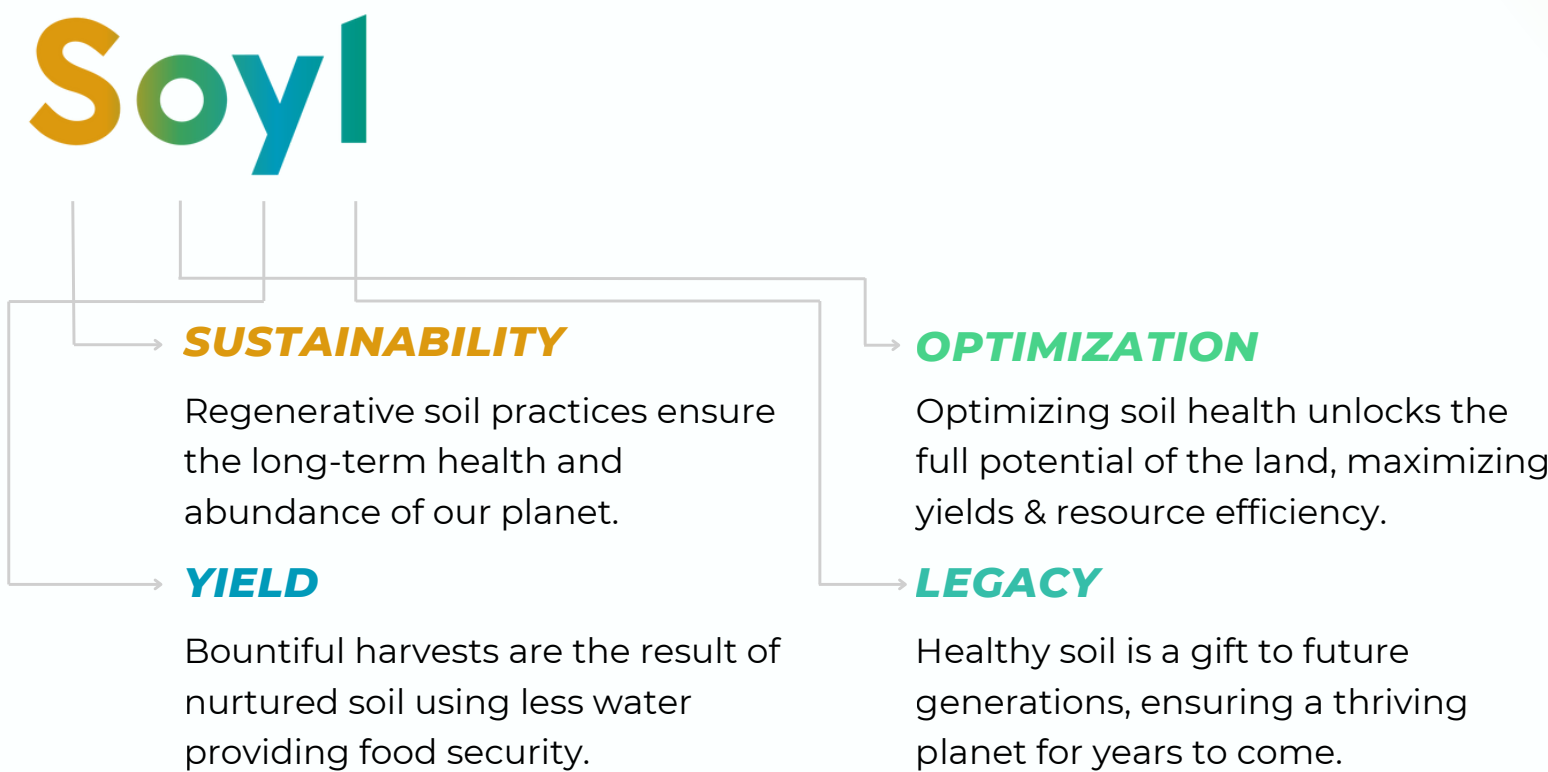 Soyl
SUSTAINABILITY
Regenerative soil practices ensure
the long-term health and
abundance of our planet.
OPTIMIZATION
Optimizing soil health unlocks the
full potential of the land, maximizing
yields & resource efficiency.
YIELD
Bountiful harvests are the result of
nurtured soil using less water
providing food security.
LEGACY
Healthy soil is a gift to future
generations, ensuring a thriving
planet for years to come.